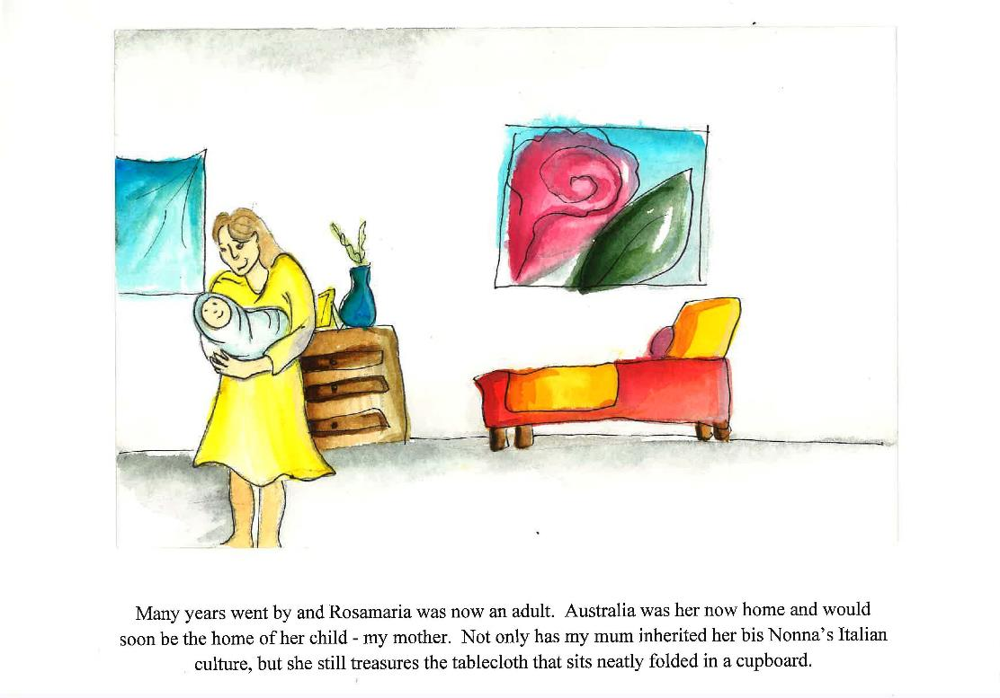 Many years went by and Rosamaria was now an adult.  Australia was her now home and would
soon be the home of her child - my mother.  Not only has my mum inherited her bis Nonna's Italian
culture, but she still treasures the tablecloth that sits neatly folded in a cupboard.